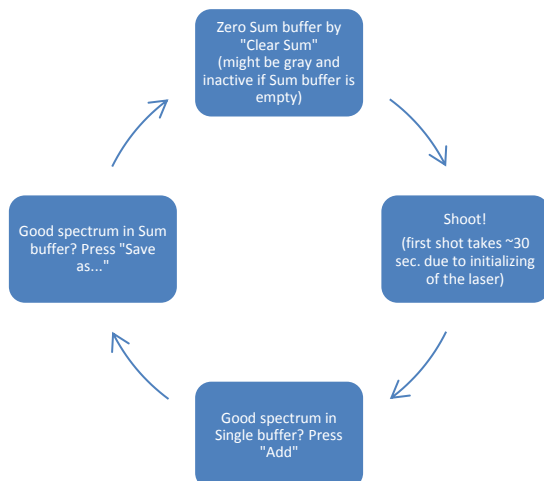 Zero Sum buffer by
"Clear Sum"
(might be gray and
inactive if Sum buffer is
empty)
Shoot!
(first shot takes ~30
sec. due to initializing
of the laser)
Good spectrum in
Single buffer? Press
"Add"
Good spectrum in Sum
buffer? Press "Save
as..."